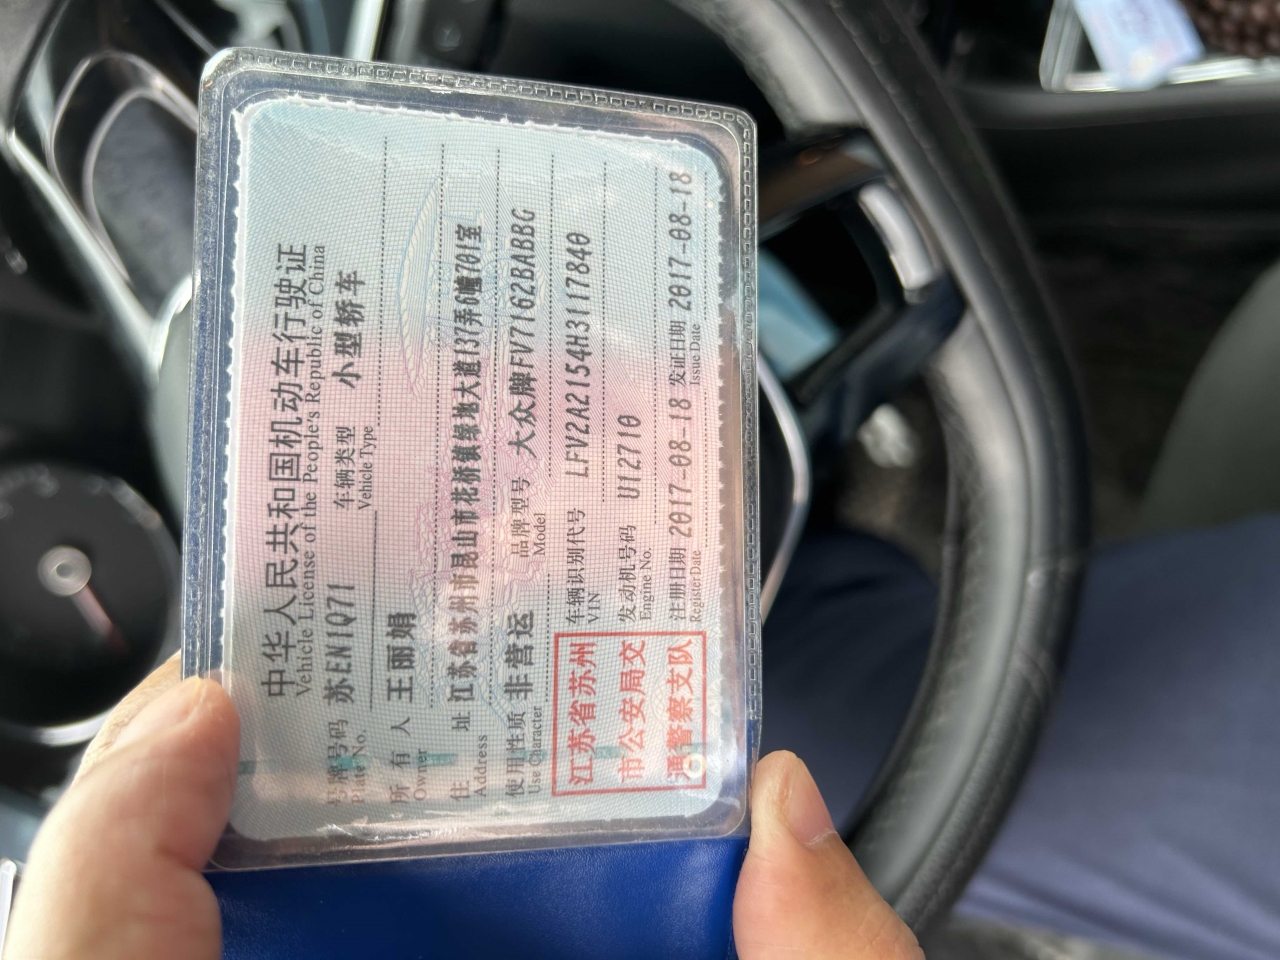 中华人民共和国机动车行驶证
Vehicle License of the People's Republic of China
号牌号码 苏EN1Q71 车辆类型 小型轿车
Plate No. Vehicle Type
所有人 王丽娟
Owner
住址 江苏省苏州市昆山市花桥镇绿地大道137弄6幢701室
Address
使用性质 非营运 品牌型号 大众牌FV7162BABBG
Use Character Model
江苏省苏州
市公安局交
通警察支队
车辆识别代号 LFV2A2154H3117840
VIN
发动机号码 U12710
Engine No.
注册日期 2017-08-18 发证日期 2017-08-18
Register Date Issue Date